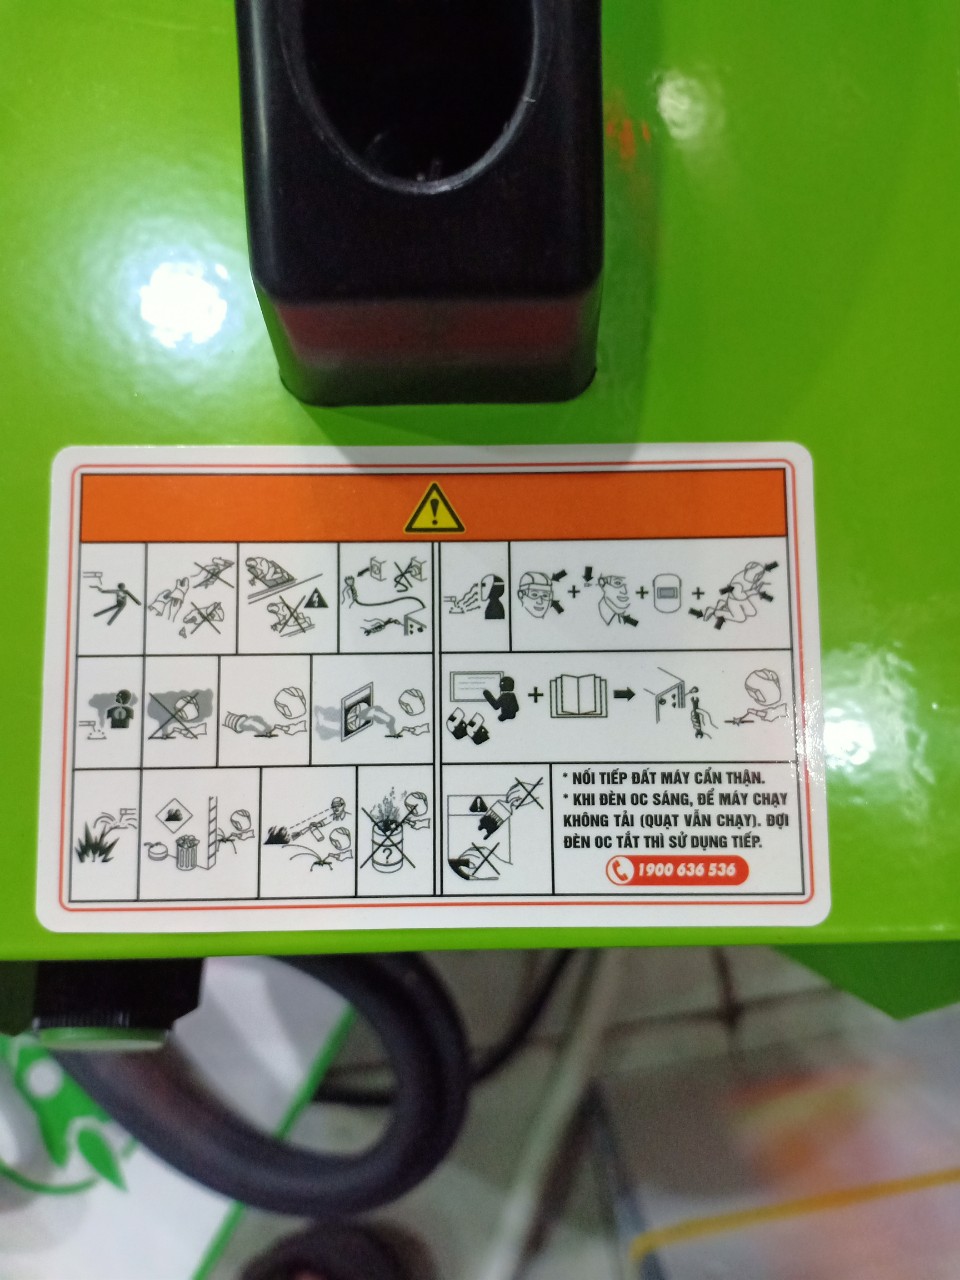 * NỐI TIẾP ĐẤT MÁY CẨN THẬN.
* KHI ĐÈN OC SÁNG, ĐỂ MÁY CHẠY
KHÔNG TẢI (QUẠT VẪN CHẠY). ĐỢI
ĐÈN OC TẮT THÌ SỬ DỤNG TIẾP.
1900 636 536